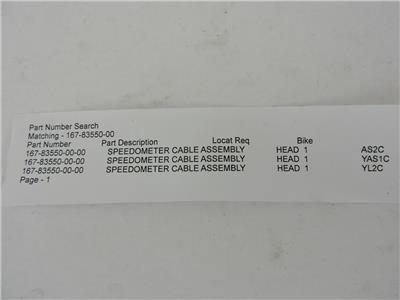 Part Number Search
Matching - 167-83550-00
Part Number Part Description Locat Req Bike
167-83550-00-00 SPEEDOMETER CABLE ASSEMBLY HEAD 1 AS2C
167-83550-00-00 SPEEDOMETER CABLE ASSEMBLY HEAD 1 YAS1C
167-83550-00-00 SPEEDOMETER CABLE ASSEMBLY HEAD 1 YL2C
Page - 1